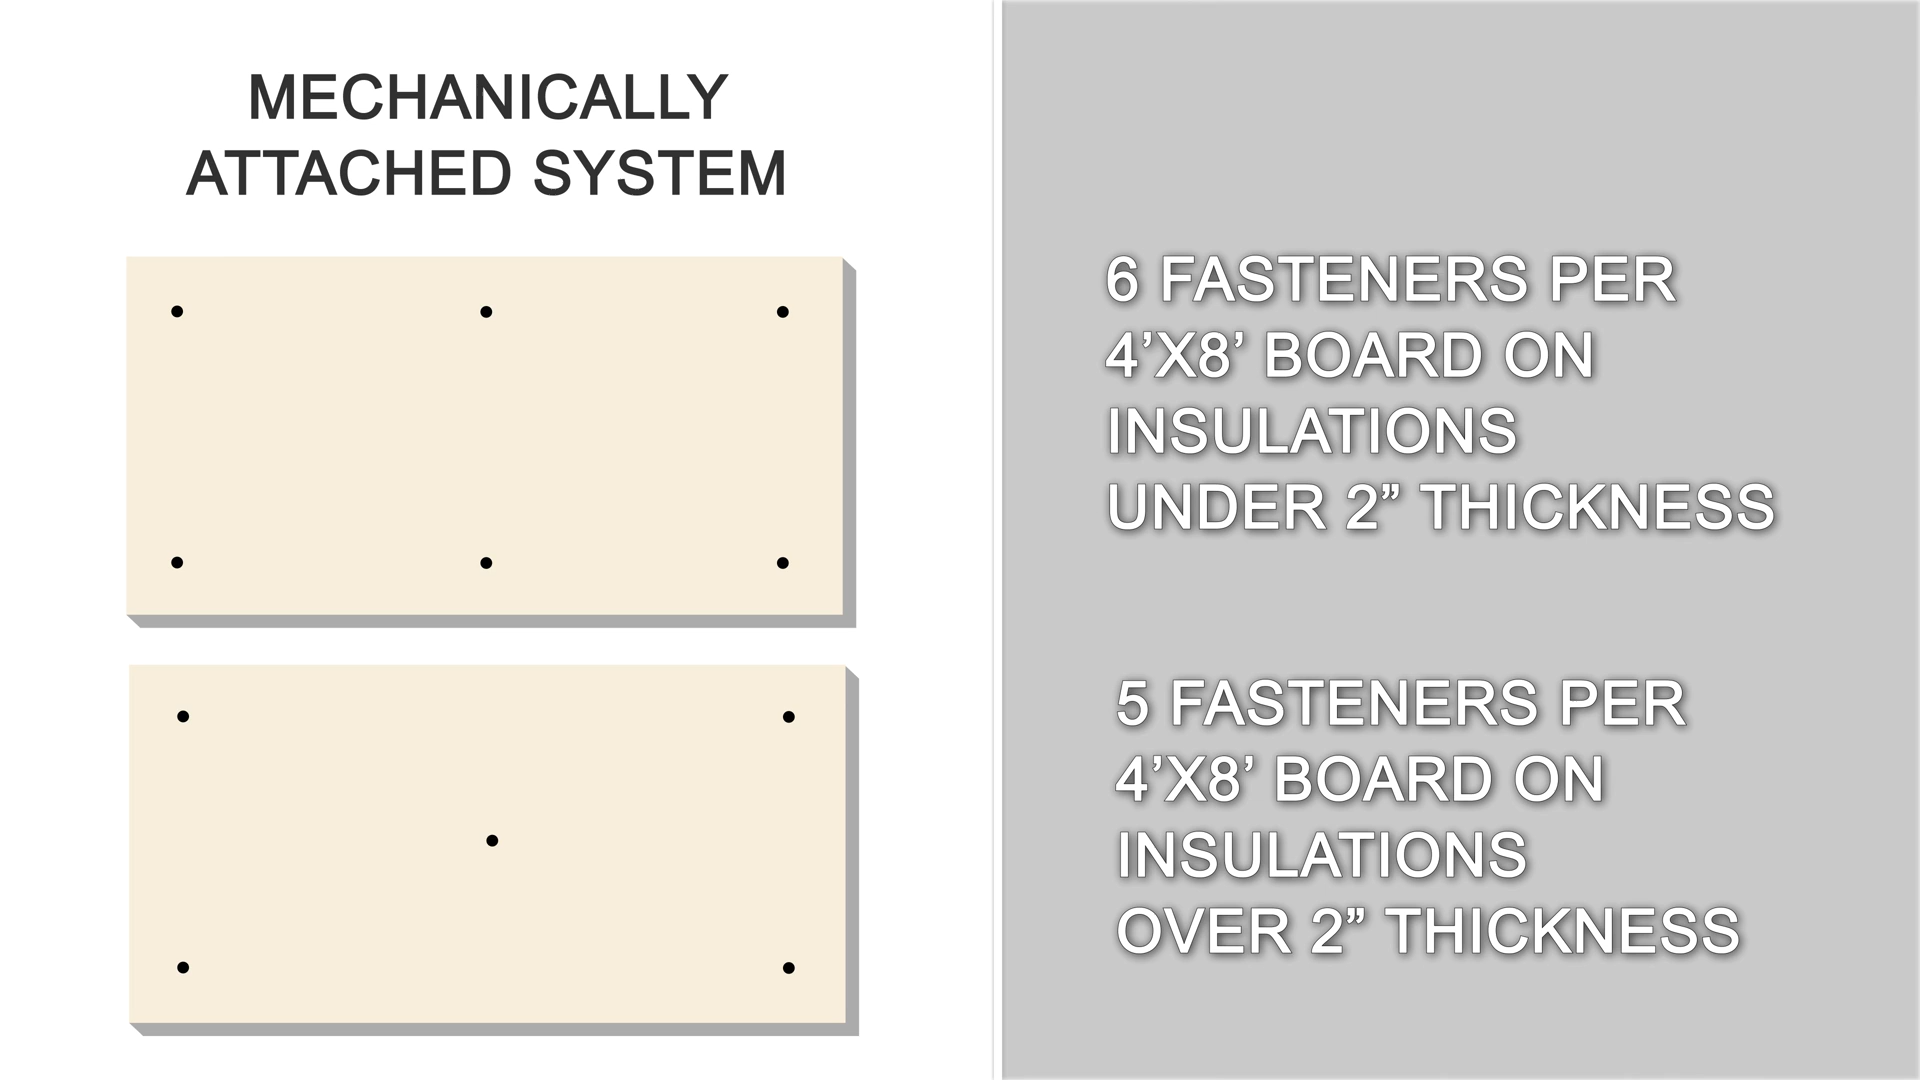 MECHANICALLY
ATTACHED SYSTEM
6 FASTENERS PER
4’X8’ BOARD ON
INSULATIONS
UNDER 2” THICKNESS
5 FASTENERS PER
4’X8’ BOARD ON
INSULATIONS
OVER 2” THICKNESS